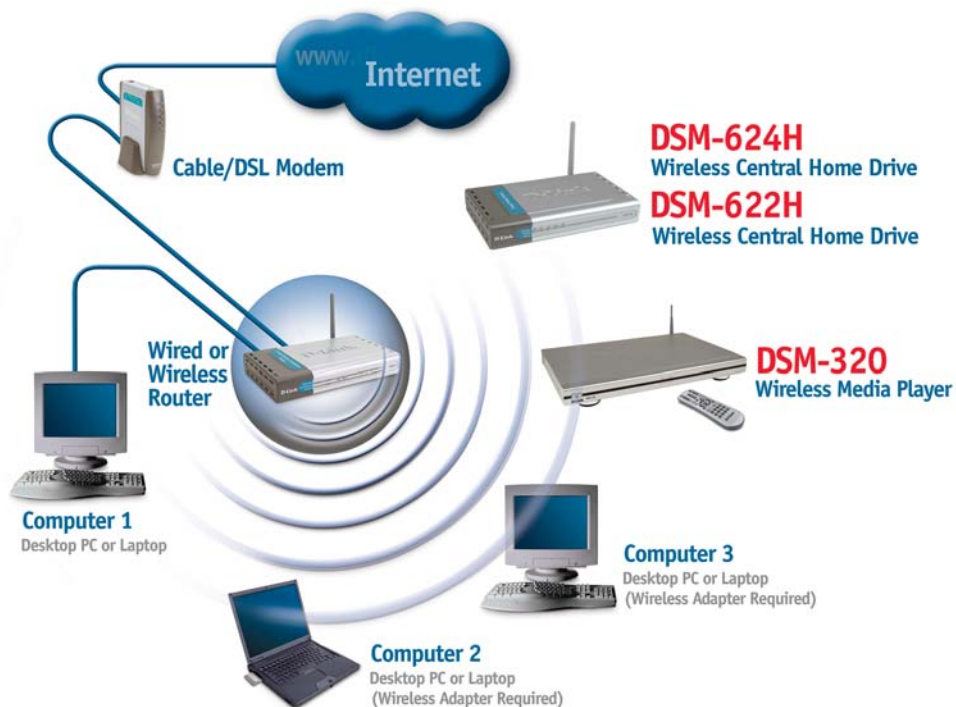 www.
Internet
Cable/DSL Modem
DSM-624H
Wireless Central Home Drive
DSM-622H
Wireless Central Home Drive
Wired or
Wireless
Router
D-Link
DSM-320
Wireless Media Player
Computer 1
Desktop PC or Laptop
Computer 3
Desktop PC or Laptop
(Wireless Adapter Required)
Computer 2
Desktop PC or Laptop
(Wireless Adapter Required)